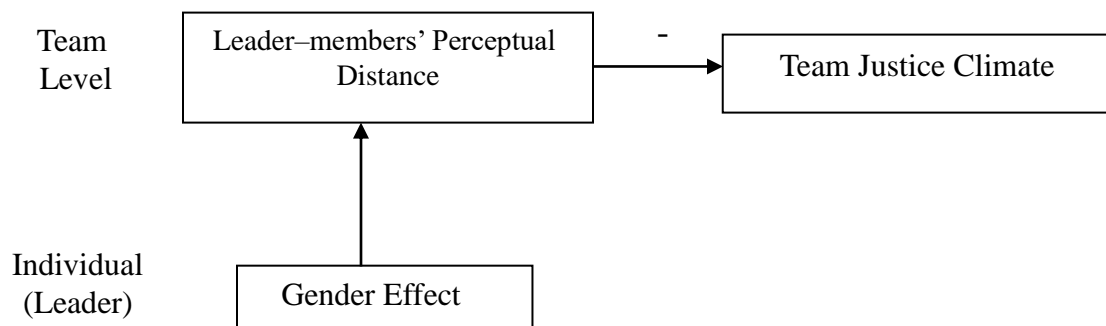 Team
Level
Leader–members’ Perceptual
Distance
-
Team Justice Climate
Individual
(Leader)
Gender Effect